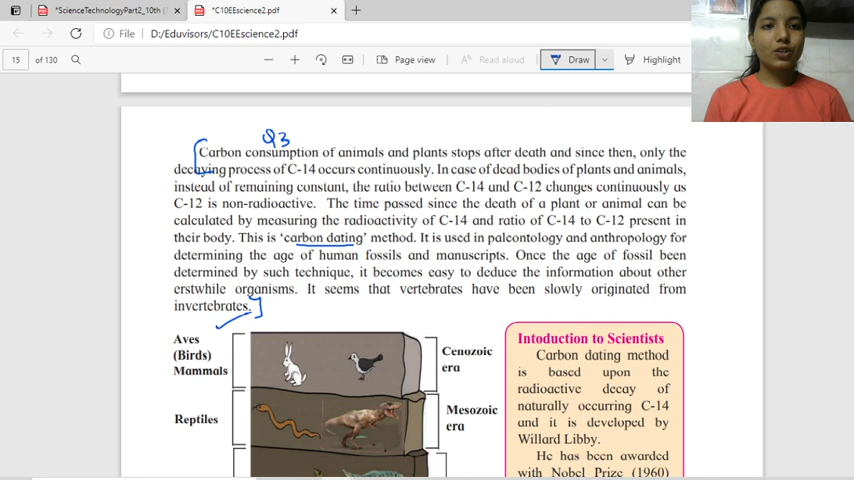 *ScienceTechnologyPart2_10th (
*C10EEscience2.pdf
File
D:/Eduvisors/C10EEscience2.pdf
15 of 130
Page view
Read aloud
Draw
Highlight
Q3
Carbon consumption of animals and plants stops after death and since then, only the
decaying process of C-14 occurs continuously. In case of dead bodies of plants and animals,
instead of remaining constant, the ratio between C-14 and C-12 changes continuously as
C-12 is non-radioactive. The time passed since the death of a plant or animal can be
calculated by measuring the radioactivity of C-14 and ratio of C-14 to C-12 present in
their body. This is ‘carbon dating’ method. It is used in paleontology and anthropology for
determining the age of human fossils and manuscripts. Once the age of fossil been
determined by such technique, it becomes easy to deduce the information about other
erstwhile organisms. It seems that vertebrates have been slowly originated from
invertebrates.
Aves
(Birds)
Mammals
Cenozoic
era
Reptiles
Mesozoic
era
Intoduction to Scientists
Carbon dating method
is based upon the
radioactive decay of
naturally occurring C-14
and it is developed by
Willard Libby.
He has been awarded
with Nobel Prize (1960)